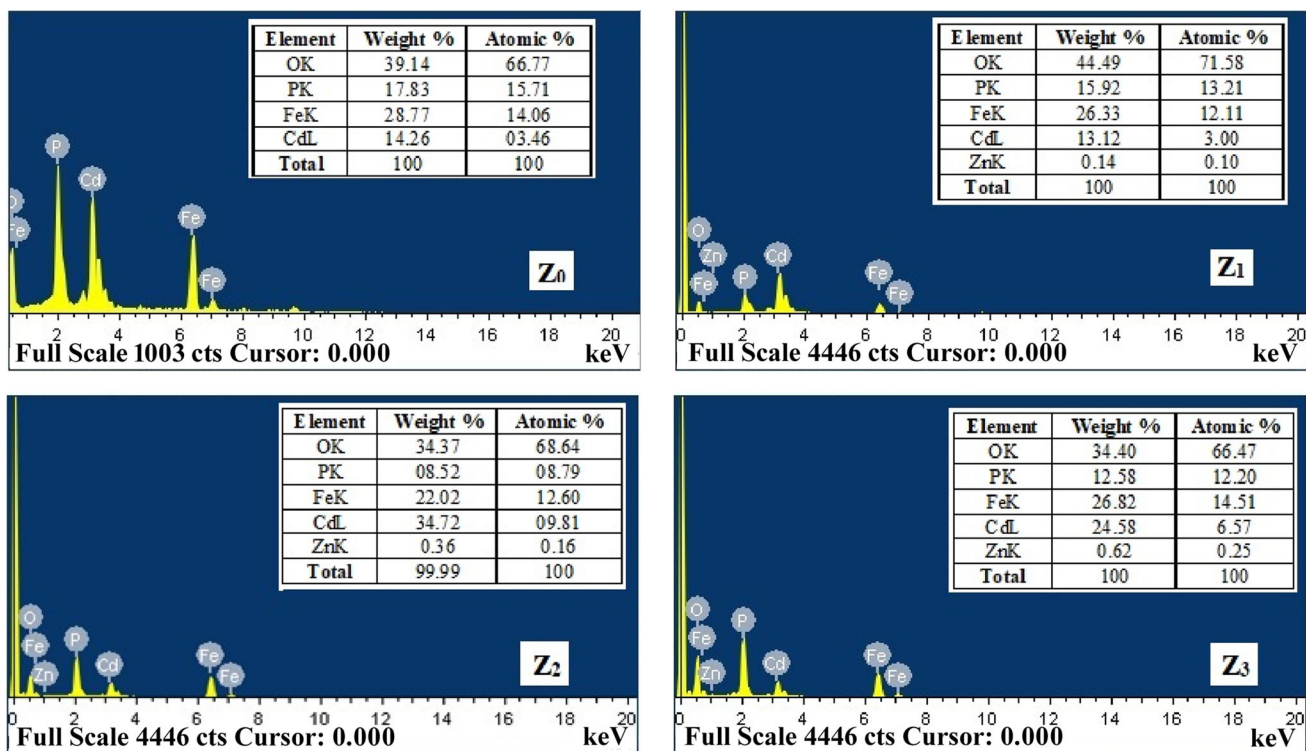 Element Weight % Atomic %
OK 39.14 66.77
PK 17.83 15.71
FeK 28.77 14.06
CdL 14.26 03.46
Total 100 100
P
Cd
O
Fe
Fe
Fe
Z0
2 4 6 8 10 12 14 16 18 20
Full Scale 1003 cts Cursor: 0.000 keV
Element Weight % Atomic %
OK 44.49 71.58
PK 15.92 13.21
FeK 26.33 12.11
CdL 13.12 3.00
ZnK 0.14 0.10
Total 100 100
O
Zn
Cd
Fe
P
Fe
Fe
Z1
0 2 4 6 8 10 12 14 16 18 20
Full Scale 4446 cts Cursor: 0.000 keV
Element Weight % Atomic %
OK 34.37 68.64
PK 08.52 08.79
FeK 22.02 12.60
CdL 34.72 09.81
ZnK 0.36 0.16
Total 99.99 100
O
P
Fe
Cd
Zn
Fe
Fe
Z2
0 2 4 6 8 10 12 14 16 18 20
Full Scale 4446 cts Cursor: 0.000 keV
Element Weight % Atomic %
OK 34.40 66.47
PK 12.58 12.20
FeK 26.82 14.51
CdL 24.58 6.57
ZnK 0.62 0.25
Total 100 100
O
P
Fe
Cd
Zn
Fe
Fe
Z3
0 2 4 6 8 10 12 14 16 18 20
Full Scale 4446 cts Cursor: 0.000 keV